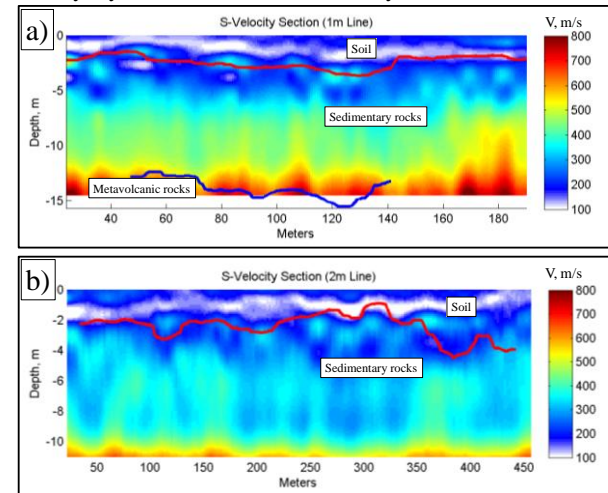 a)
S-Velocity Section (1m Line)
V, m/s
Depth, m
0
-5
-10
-15
Soil
Sedimentary rocks
Metavolcanic rocks
40 60 80 100 120 140 160 180
Meters
800
700
600
500
400
300
200
100
b)
S-Velocity Section (2m Line)
V, m/s
Depth, m
0
-2
-4
-6
-8
-10
Soil
Sedimentary rocks
50 100 150 200 250 300 350 400 450
Meters
800
700
600
500
400
300
200
100